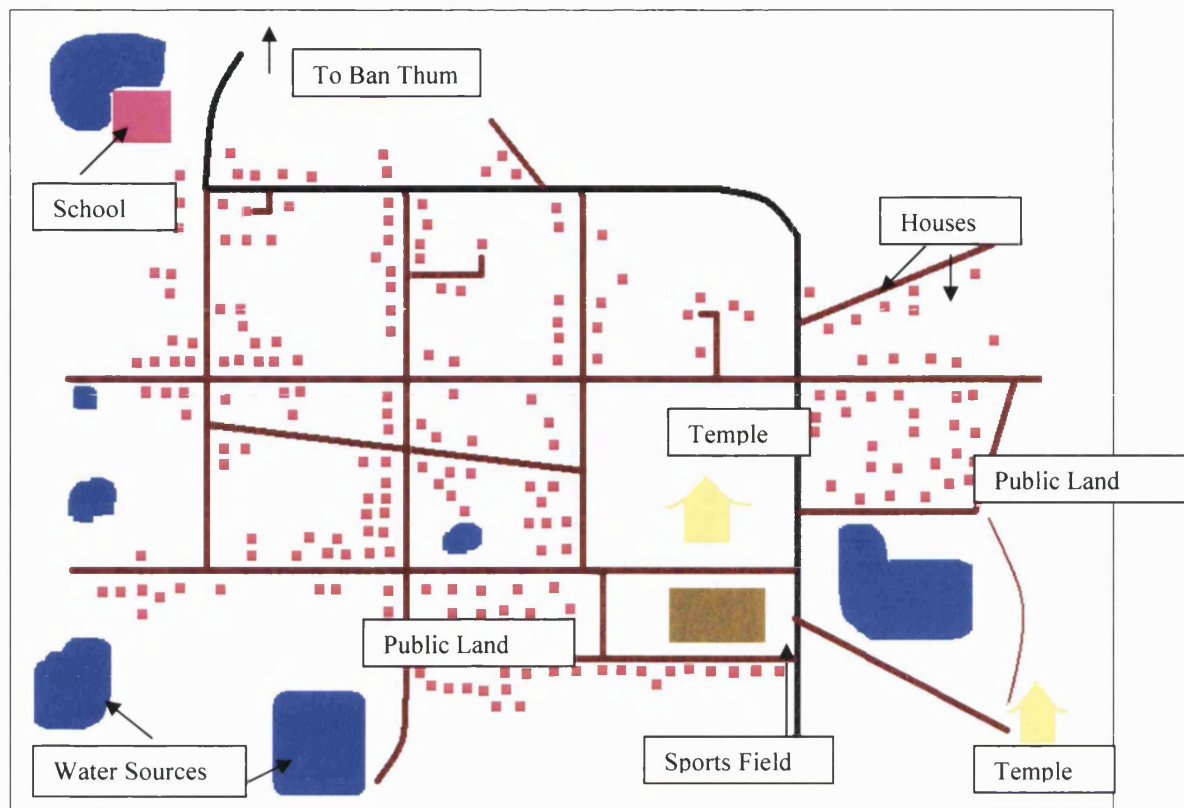 To Ban Thum
School
Houses
Temple
Public Land
Public Land
Water Sources
Sports Field
Temple